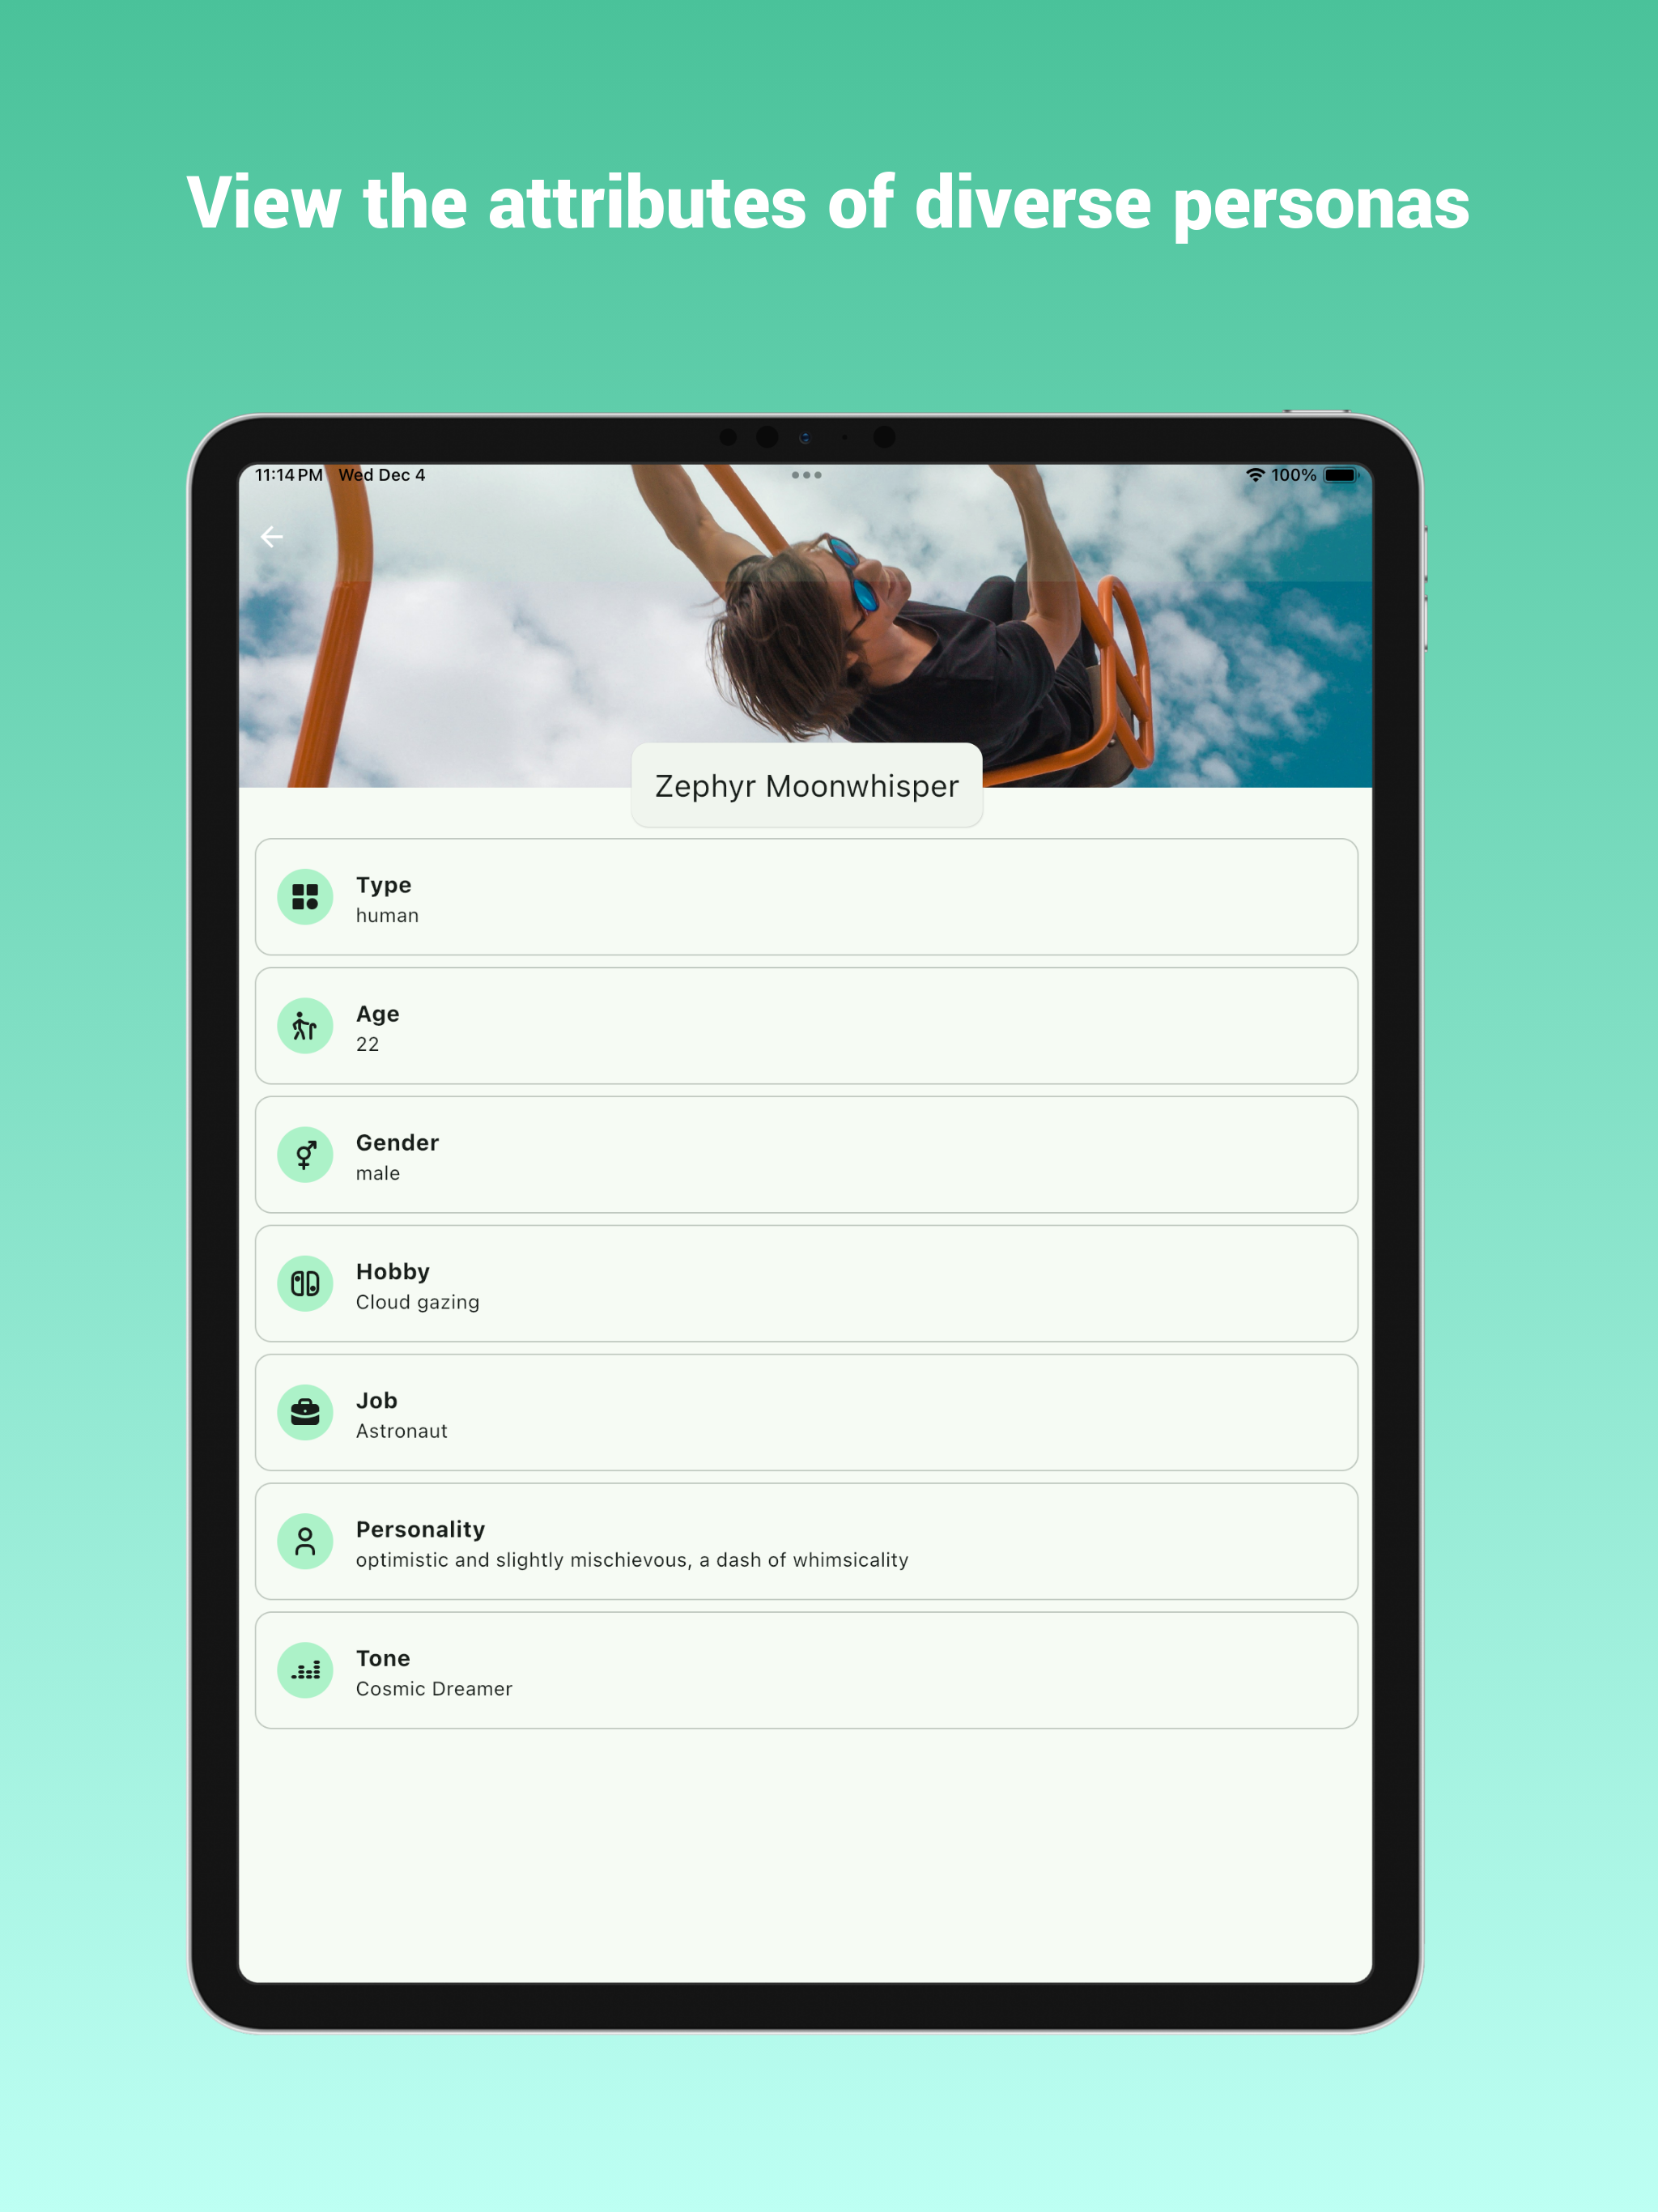 View the attributes of diverse personas
11:14 PM Wed Dec 4
100%
Zephyr Moonwhisper
Type
human
Age
22
Gender
male
Hobby
Cloud gazing
Job
Astronaut
Personality
optimistic and slightly mischievous, a dash of whimsicality
Tone
Cosmic Dreamer